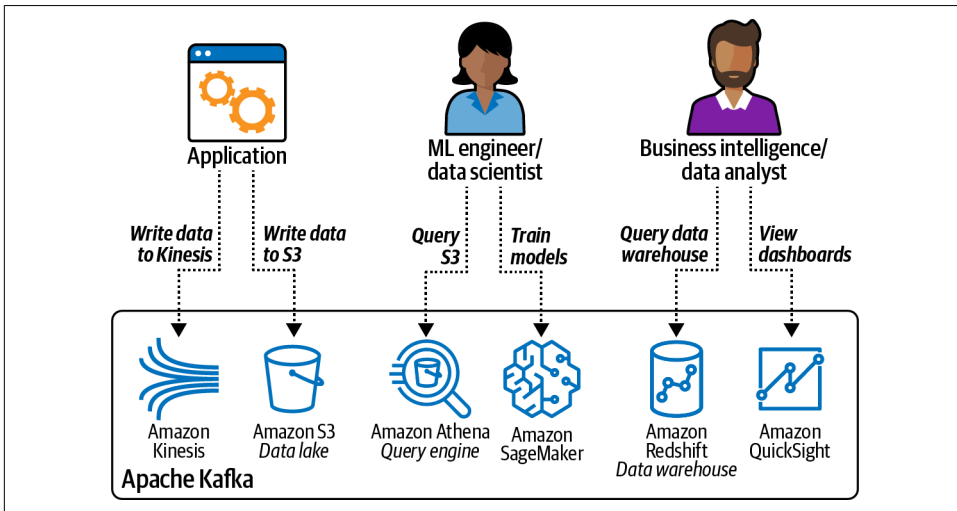 Application
ML engineer/
data scientist
Business intelligence/
data analyst
Write data
to Kinesis
Write data
to S3
Query
S3
Train
models
Query data
warehouse
View
dashboards
Amazon
Kinesis
Amazon S3
Data lake
Amazon Athena
Query engine
Amazon
SageMaker
Amazon
Redshift
Data warehouse
Amazon
QuickSight
Apache Kafka